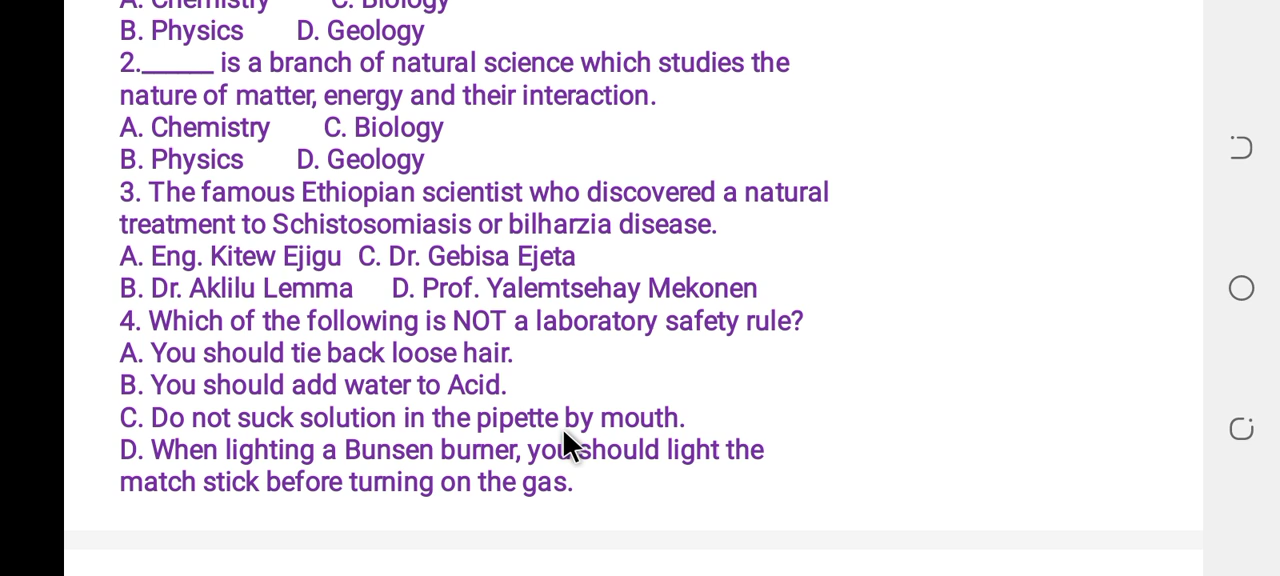 A. Chemistry C. Biology
B. Physics D. Geology
2.______ is a branch of natural science which studies the
nature of matter, energy and their interaction.
A. Chemistry C. Biology
B. Physics D. Geology
3. The famous Ethiopian scientist who discovered a natural
treatment to Schistosomiasis or bilharzia disease.
A. Eng. Kitew Ejigu C. Dr. Gebisa Ejeta
B. Dr. Aklilu Lemma D. Prof. Yalemtsehay Mekonen
4. Which of the following is NOT a laboratory safety rule?
A. You should tie back loose hair.
B. You should add water to Acid.
C. Do not suck solution in the pipette by mouth.
D. When lighting a Bunsen burner, you should light the
match stick before turning on the gas.